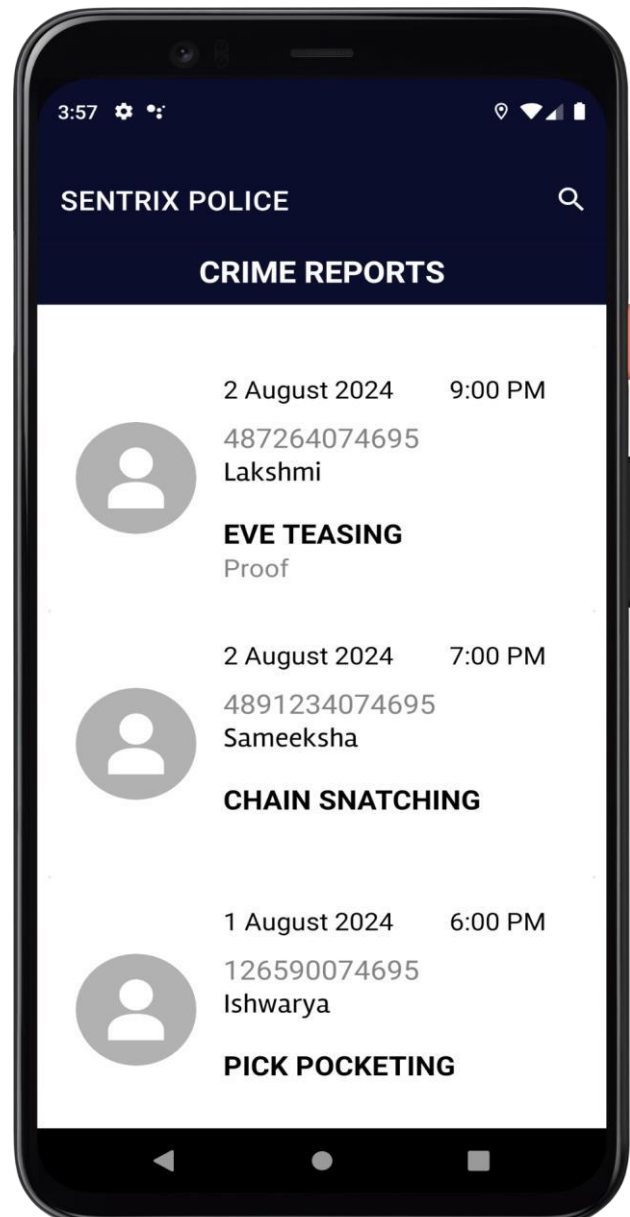 3:57
SENTRIX POLICE
CRIME REPORTS
2 August 2024 9:00 PM
487264074695
Lakshmi
EVE TEASING
Proof
2 August 2024 7:00 PM
4891234074695
Sameeksha
CHAIN SNATCHING
1 August 2024 6:00 PM
126590074695
Ishwarya
PICK POCKETING